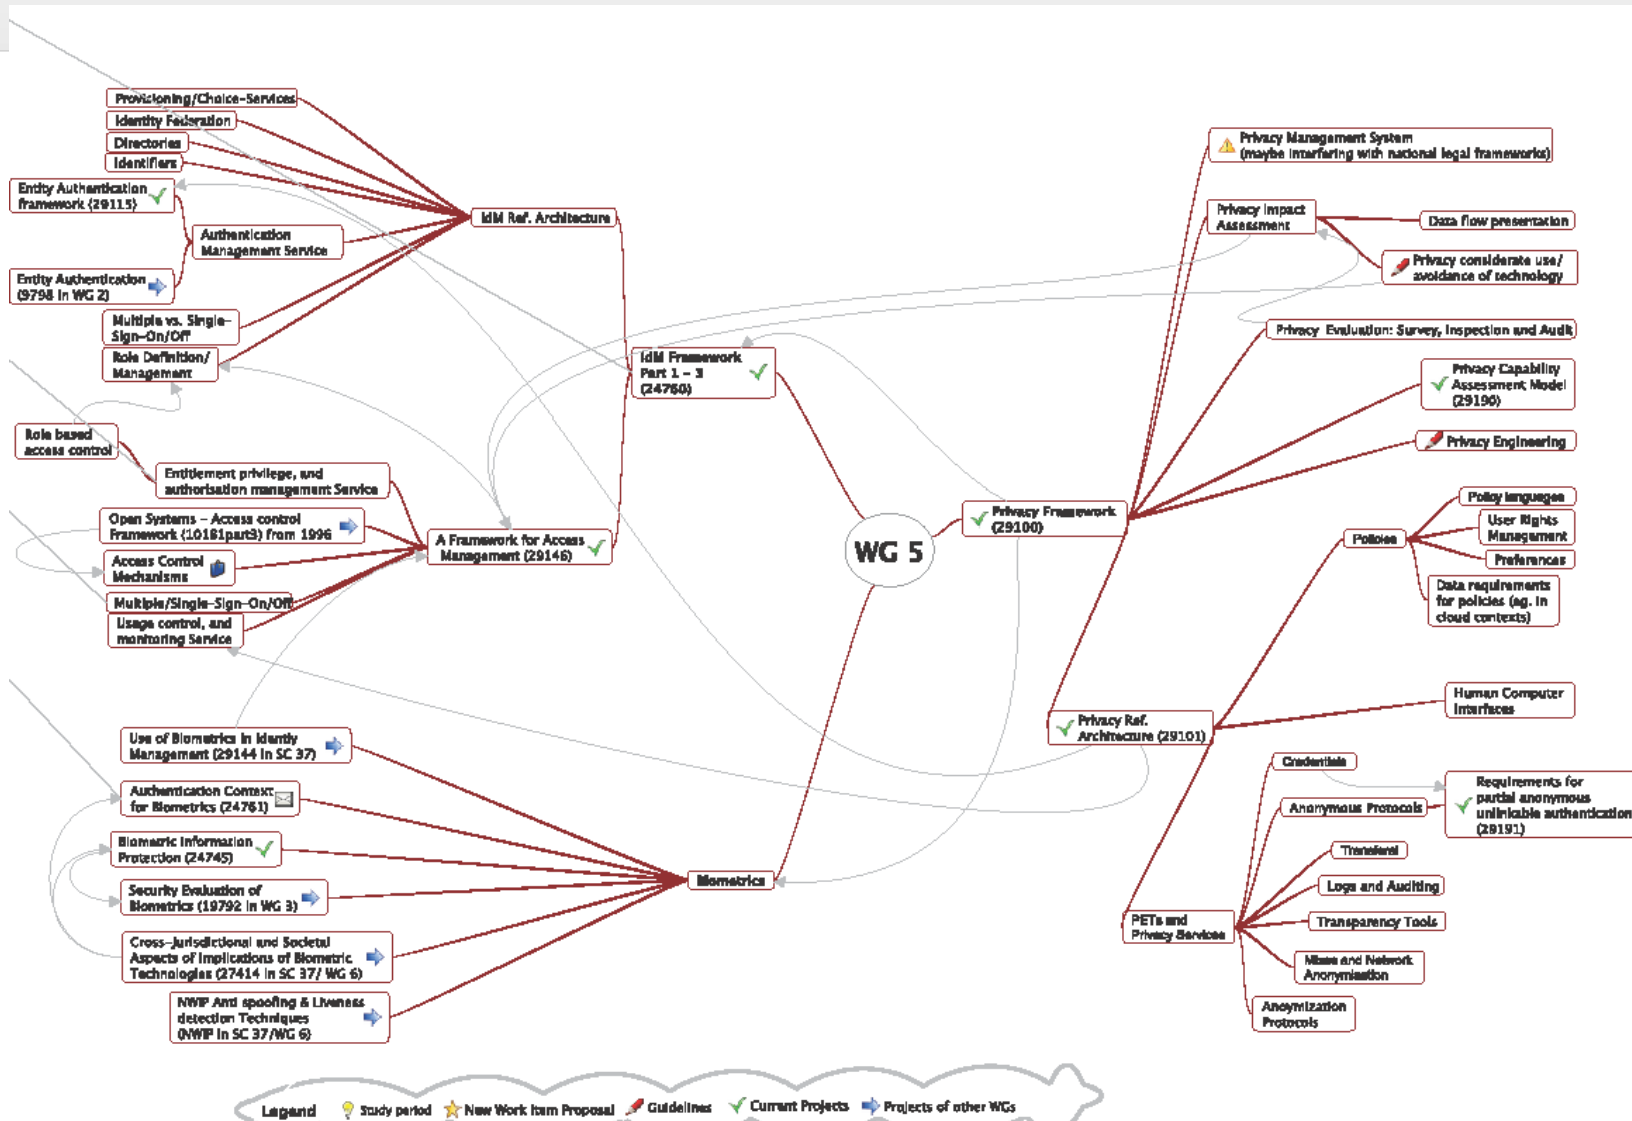 Provisioning/Choice-Services
Identity Federation
Directories
Identifiers
Entity Authentication
framework (29115)
Authentication
Management Service
Entity Authentication
(9798 in WG 2)
Multiple vs. Single-
Sign-On/Off
Role Definition/
Management
IdM Ref. Architecture
IdM Framework
Part 1 - 3
(24760)
Role based
access control
Entitlement privilege, and
authorisation management Service
Open Systems - Access control
Framework (10181part3) from 1996
Access Control
Mechanisms
Multiple/Single-Sign-On/Off
Usage control, and
monitoring Service
A Framework for Access
Management (29146)
WG 5
Use of Biometrics in Identiy
Management (29144 in SC 37)
Authentication Context
for Biometrics (24761)
Biometric Information
Protection (24745)
Security Evaluation of
Biometrics (19792 in WG 3)
Cross-Jurisdictional and Societal
Aspects of Implications of Biometric
Technologies (27414 in SC 37/ WG 6)
NWIP Anti spoofing & Liveness
detection Techniques
(NWIP in SC 37/WG 6)
Biometrics
Privacy Management System
(maybe interfering with national legal frameworks)
Privacy Impact
Assessment
Data flow presentation
Privacy considerate use/
avoidance of technology
Privacy Evaluation: Survey, Inspection and Audit
Privacy Capability
Assessment Model
(29190)
Privacy Engineering
Privacy Framework
(29100)
Policies
Policy languages
User Rights
Management
Preferences
Data requirements
for policies (eg. in
cloud contexts)
Privacy Ref.
Architecture (29101)
Human Computer
Interfaces
Credentials
Anonymous Protocols
Requirements for
partial anonymous
unlinkable authentication
(29191)
Transferal
Logs and Auditing
Transparency Tools
Mixes and Network
Anonymisation
Anoymization
Protocols
PETs and
Privacy Services
Legend
Study period
New Work Item Proposal
Guidelines
Current Projects
Projects of other WGs